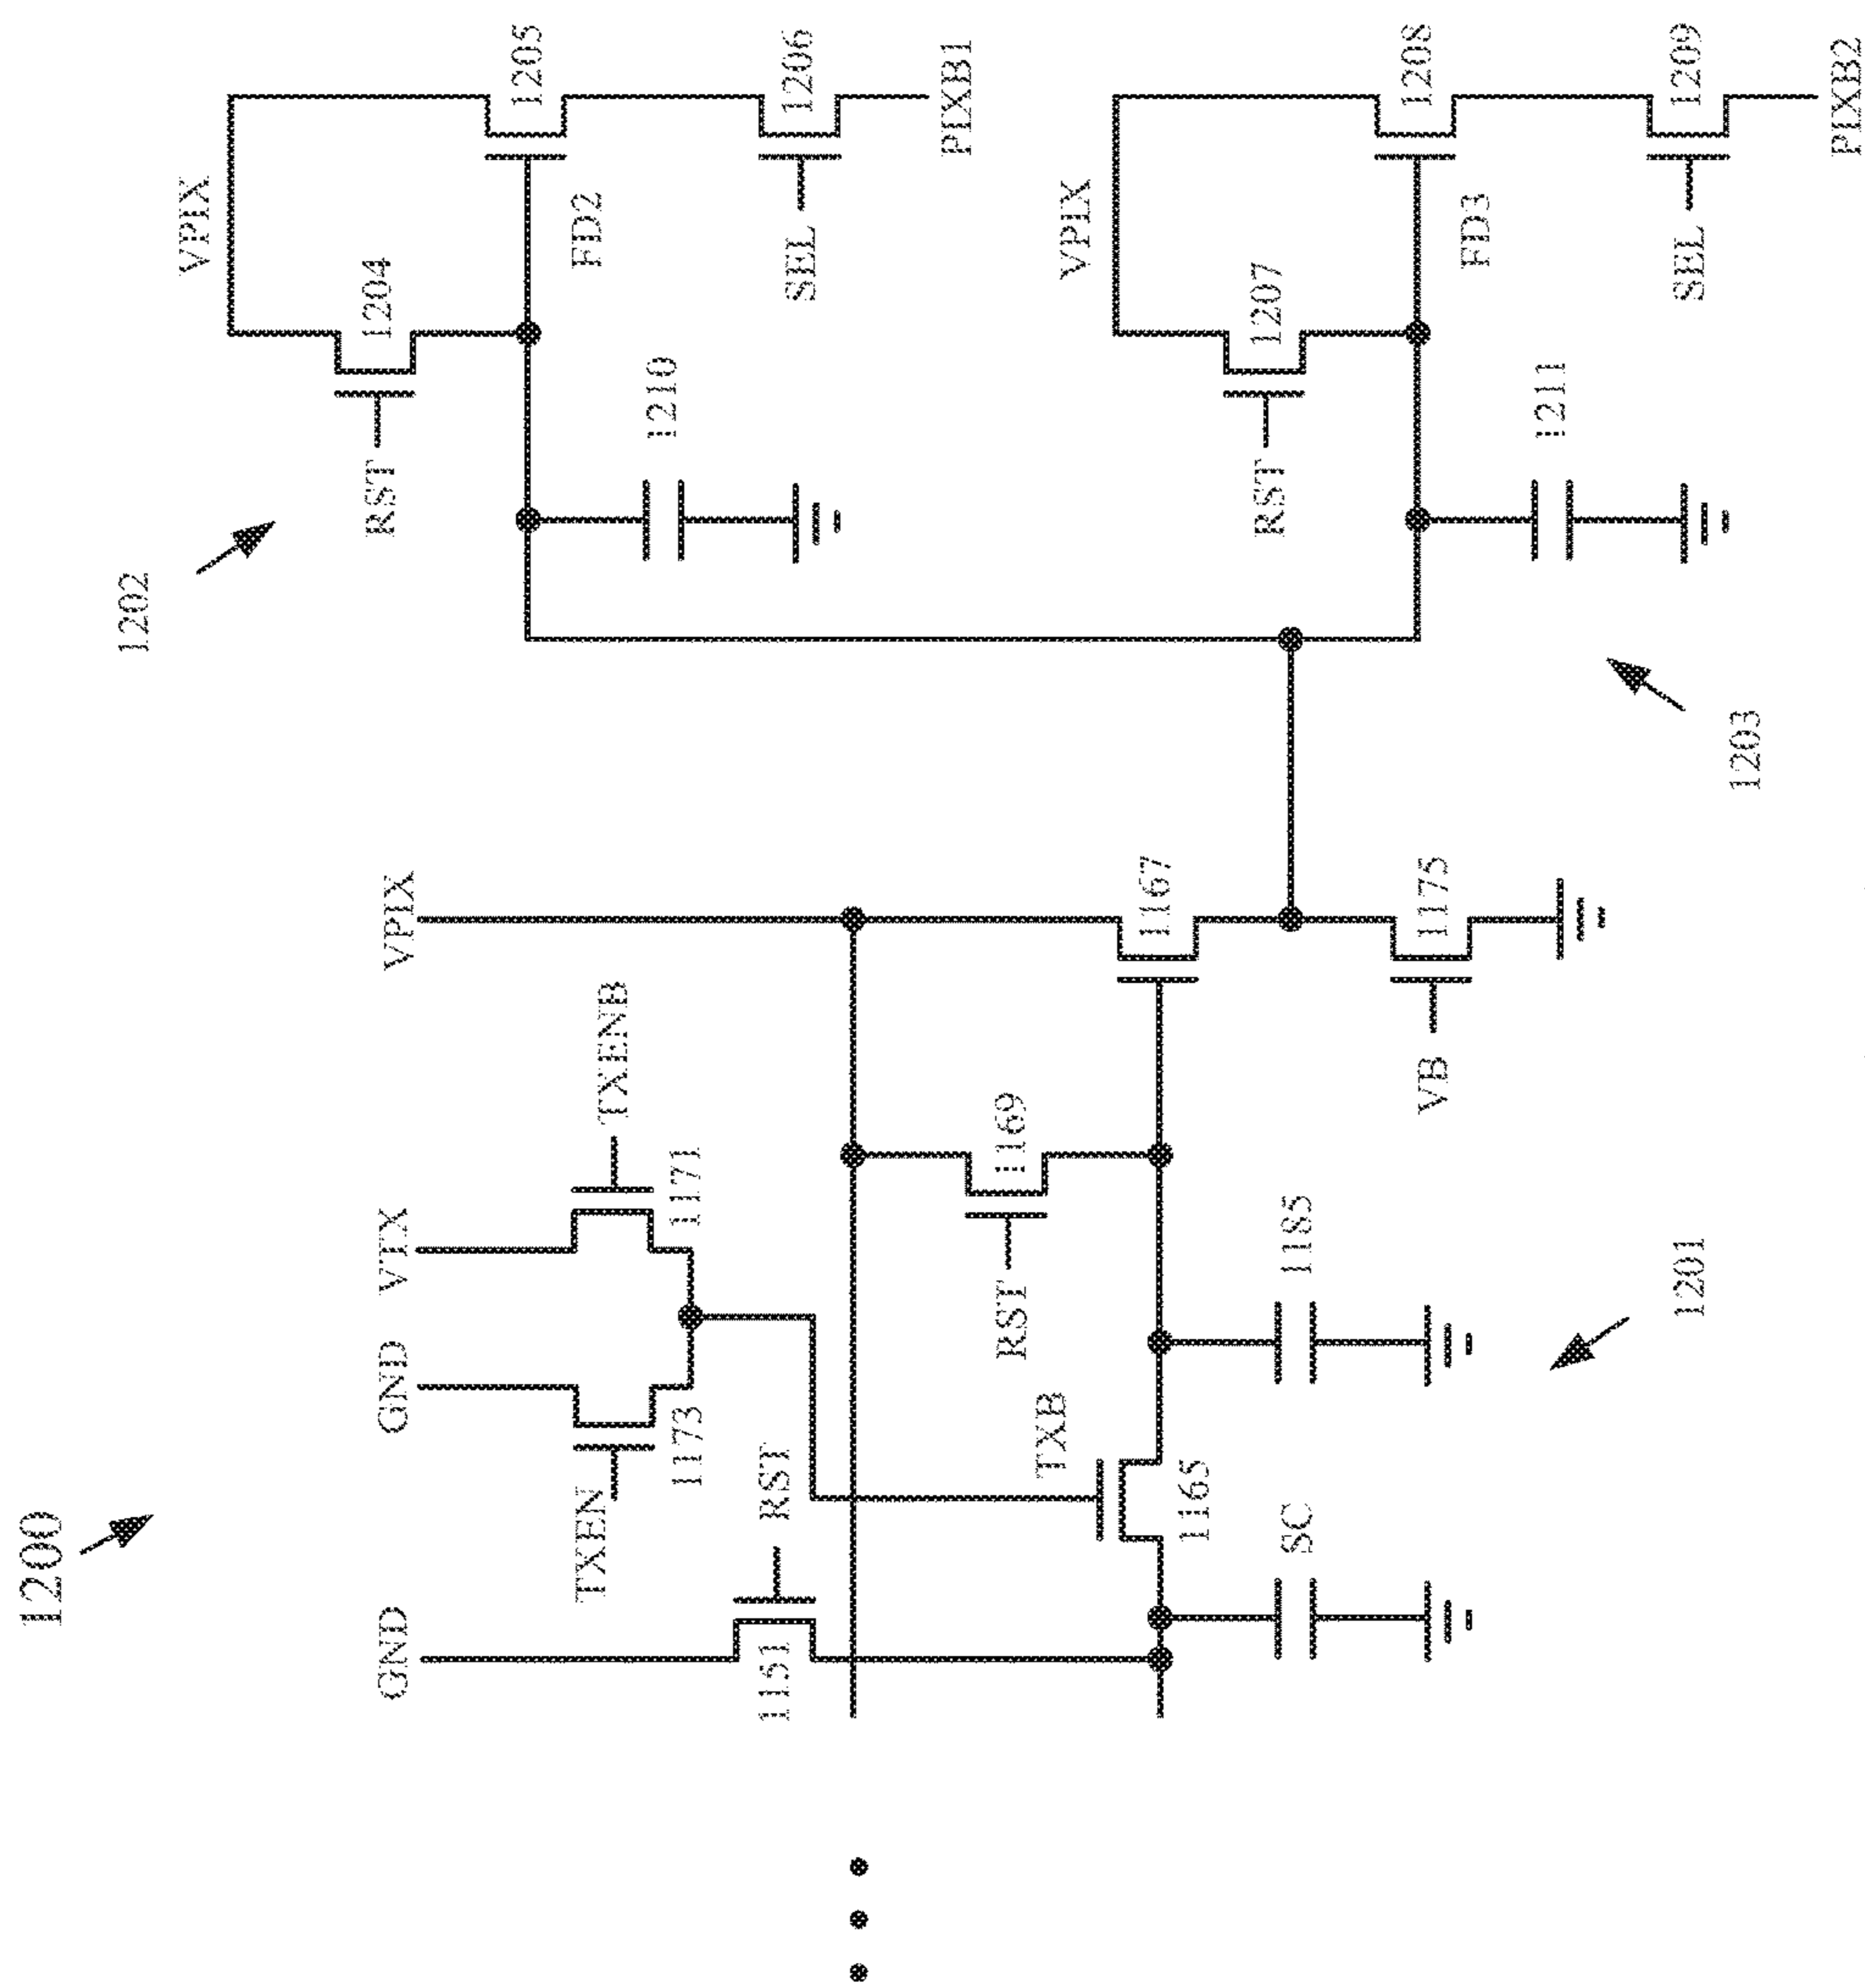 1200
1202
VPIX
1204
1205
RST
FD2
1210
1206
SEL
PIXB1
GND
GND
VTX
VPIX
TXEN
1173
1171
TXENB
1151
RST
RST
1169
TXB
1165
SC
1185
1167
VB
1175
1201
VPIX
1207
1208
RST
FD3
1211
1209
SEL
PIXB2
1203